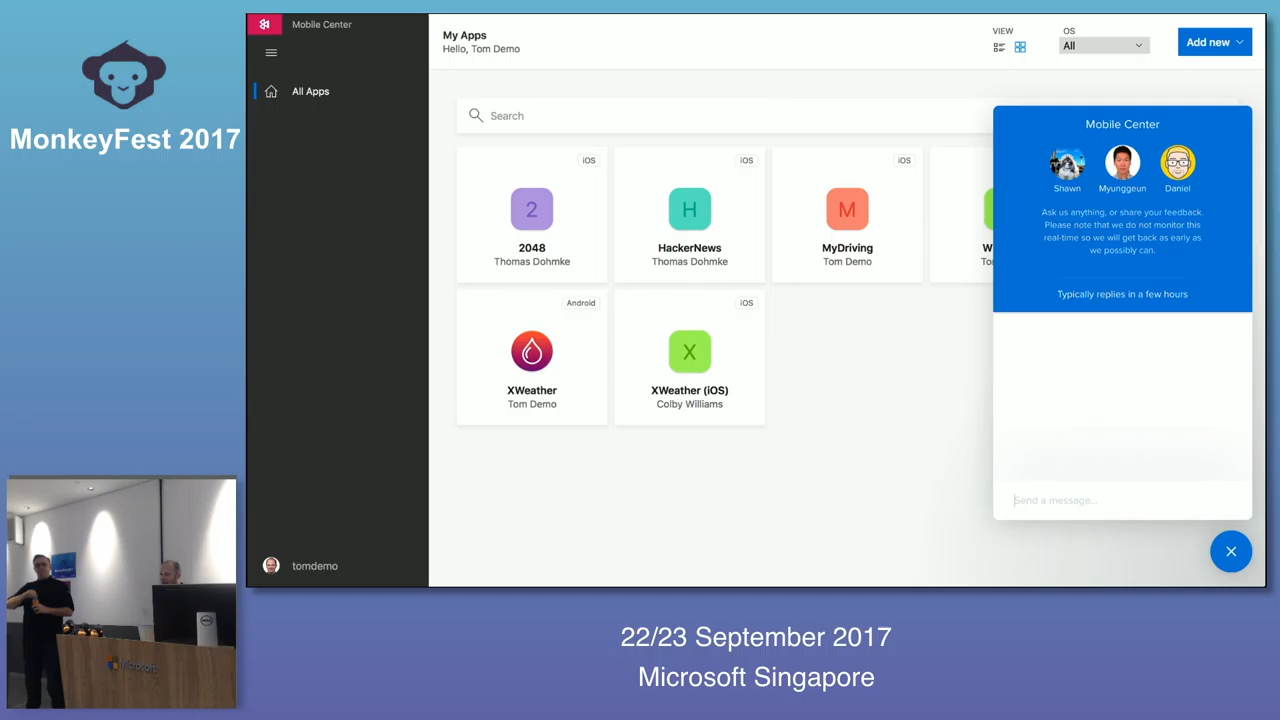 MonkeyFest 2017
Mobile Center
All Apps
tomdemo
My Apps
Hello, Tom Demo
VIEW
OS
All
Add new
Search
iOS
2
2048
Thomas Dohmke
iOS
H
HackerNews
Thomas Dohmke
iOS
M
MyDriving
Tom Demo
Android
XWeather
Tom Demo
iOS
X
XWeather (iOS)
Colby Williams
Mobile Center
Shawn
Myunggeun
Daniel
Ask us anything, or share your feedback.
Please note that we do not monitor this
real-time so we will get back as early as
we possibly can.
Typically replies in a few hours
Send a message...
Microsoft
DELL
22/23 September 2017
Microsoft Singapore